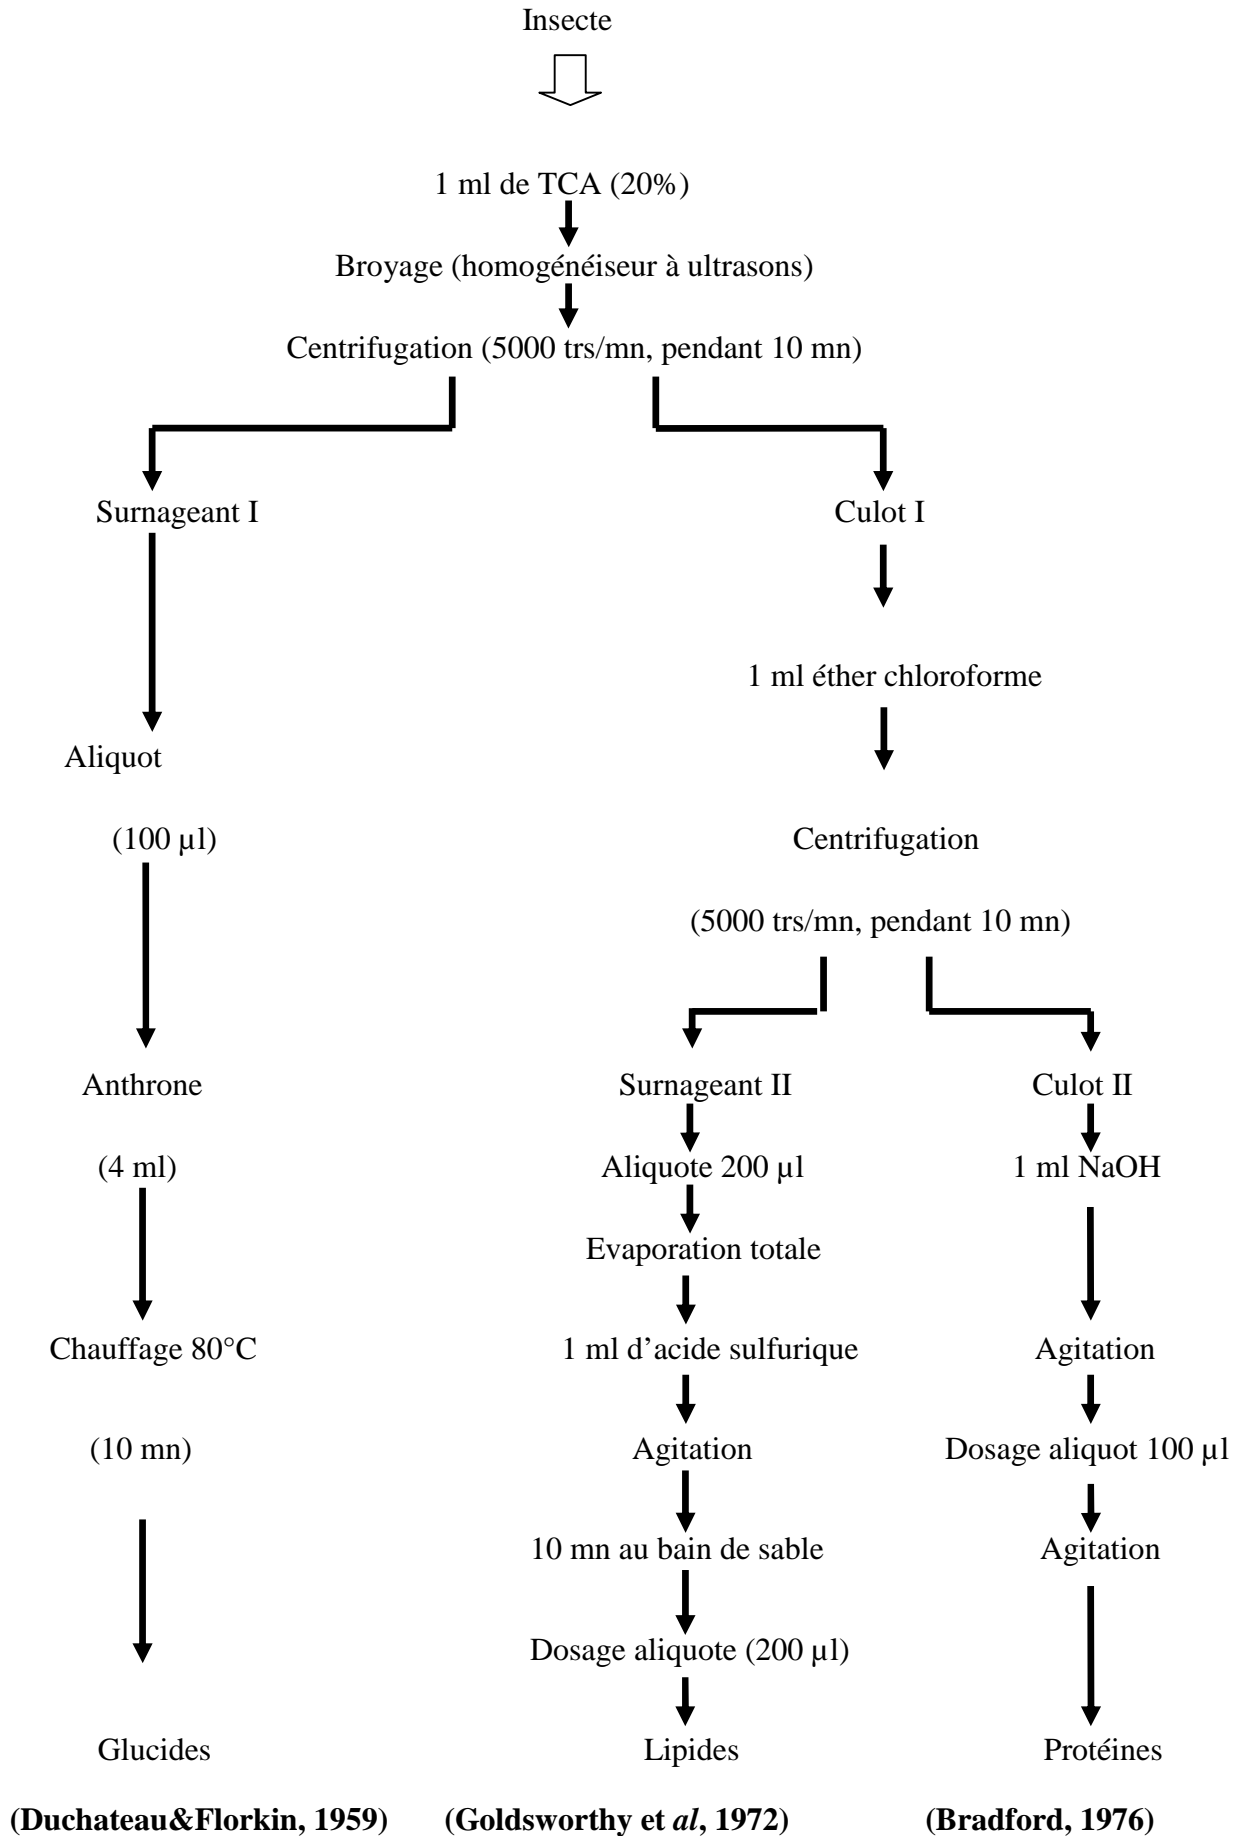 Insecte
1 ml de TCA (20%)
Broyage (homogénéiseur à ultrasons)
Centrifugation (5000 trs/mn, pendant 10 mn)
Surnageant I
Culot I
1 ml éther chloroforme
Aliquot
(100 µl)
Centrifugation
(5000 trs/mn, pendant 10 mn)
Anthrone
Surnageant II
Culot II
(4 ml)
Aliquote 200 µl
1 ml NaOH
Evaporation totale
Chauffage 80°C
1 ml d’acide sulfurique
Agitation
(10 mn)
Agitation
Dosage aliquot 100 µl
10 mn au bain de sable
Agitation
Dosage aliquote (200 µl)
Glucides
Lipides
Protéines
(Duchateau&Florkin, 1959)
(Goldsworthy et al, 1972)
(Bradford, 1976)